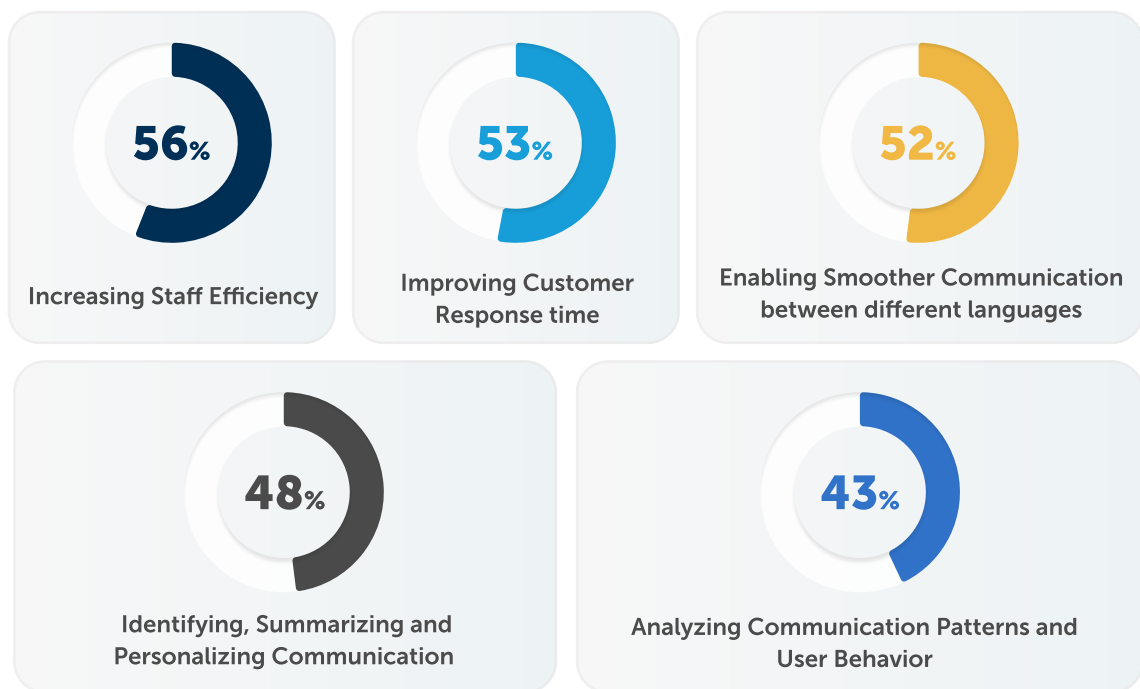 56%
Increasing Staff Efficiency
53%
Improving Customer
Response time
52%
Enabling Smoother Communication
between different languages
48%
Identifying, Summarizing and
Personalizing Communication
43%
Analyzing Communication Patterns and
User Behavior